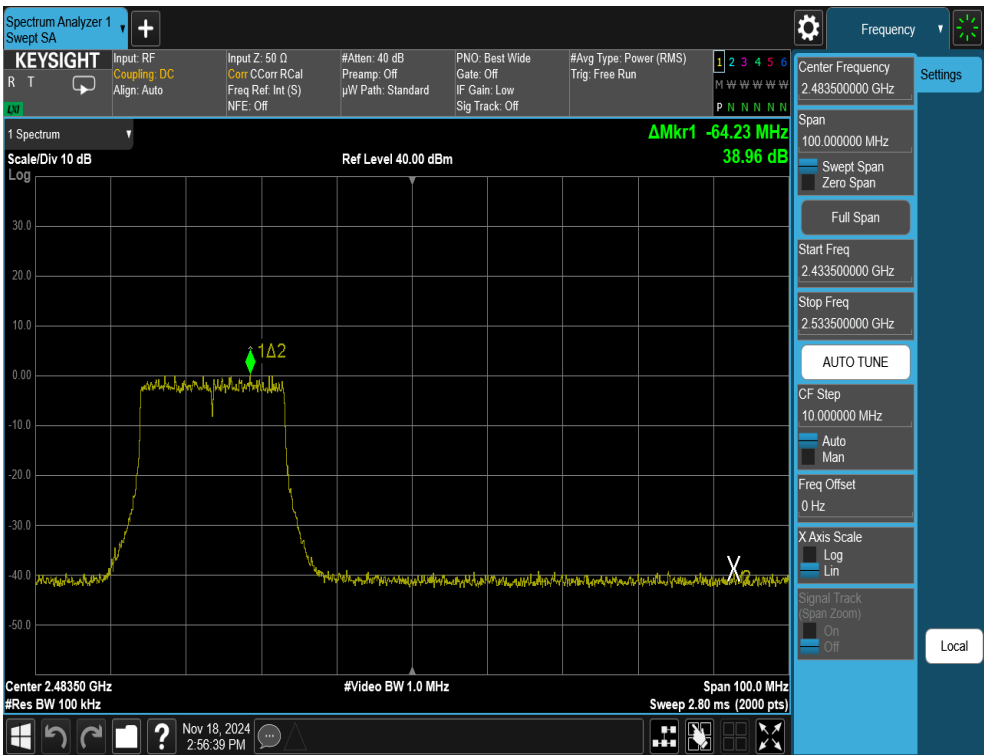 Spectrum Analyzer 1
Swept SA
+
Frequency
KEYSIGHT
R T
LXI
Input: RF
Coupling: DC
Align: Auto
Input Z: 50 Ω
Corr CCorr RCal
Freq Ref: Int (S)
NFE: Off
#Atten: 40 dB
Preamp: Off
µW Path: Standard
PNO: Best Wide
Gate: Off
IF Gain: Low
Sig Track: Off
#Avg Type: Power (RMS)
Trig: Free Run
1 2 3 4 5 6
M W W W W W
P N N N N N
1 Spectrum
Scale/Div 10 dB
Log
Ref Level 40.00 dBm
ΔMkr1 -64.23 MHz
38.96 dB
30.0
20.0
10.0
0.00
-10.0
-20.0
-30.0
-40.0
-50.0
1Δ2
X2
Center 2.48350 GHz
#Res BW 100 kHz
#Video BW 1.0 MHz
Span 100.0 MHz
Sweep 2.80 ms (2000 pts)
Center Frequency
2.483500000 GHz
Span
100.000000 MHz
Swept Span
Zero Span
Full Span
Start Freq
2.433500000 GHz
Stop Freq
2.533500000 GHz
AUTO TUNE
CF Step
10.000000 MHz
Auto
Man
Freq Offset
0 Hz
X Axis Scale
Log
Lin
Signal Track
(Span Zoom)
On
Off
Settings
Local
?
Nov 18, 2024
2:56:39 PM